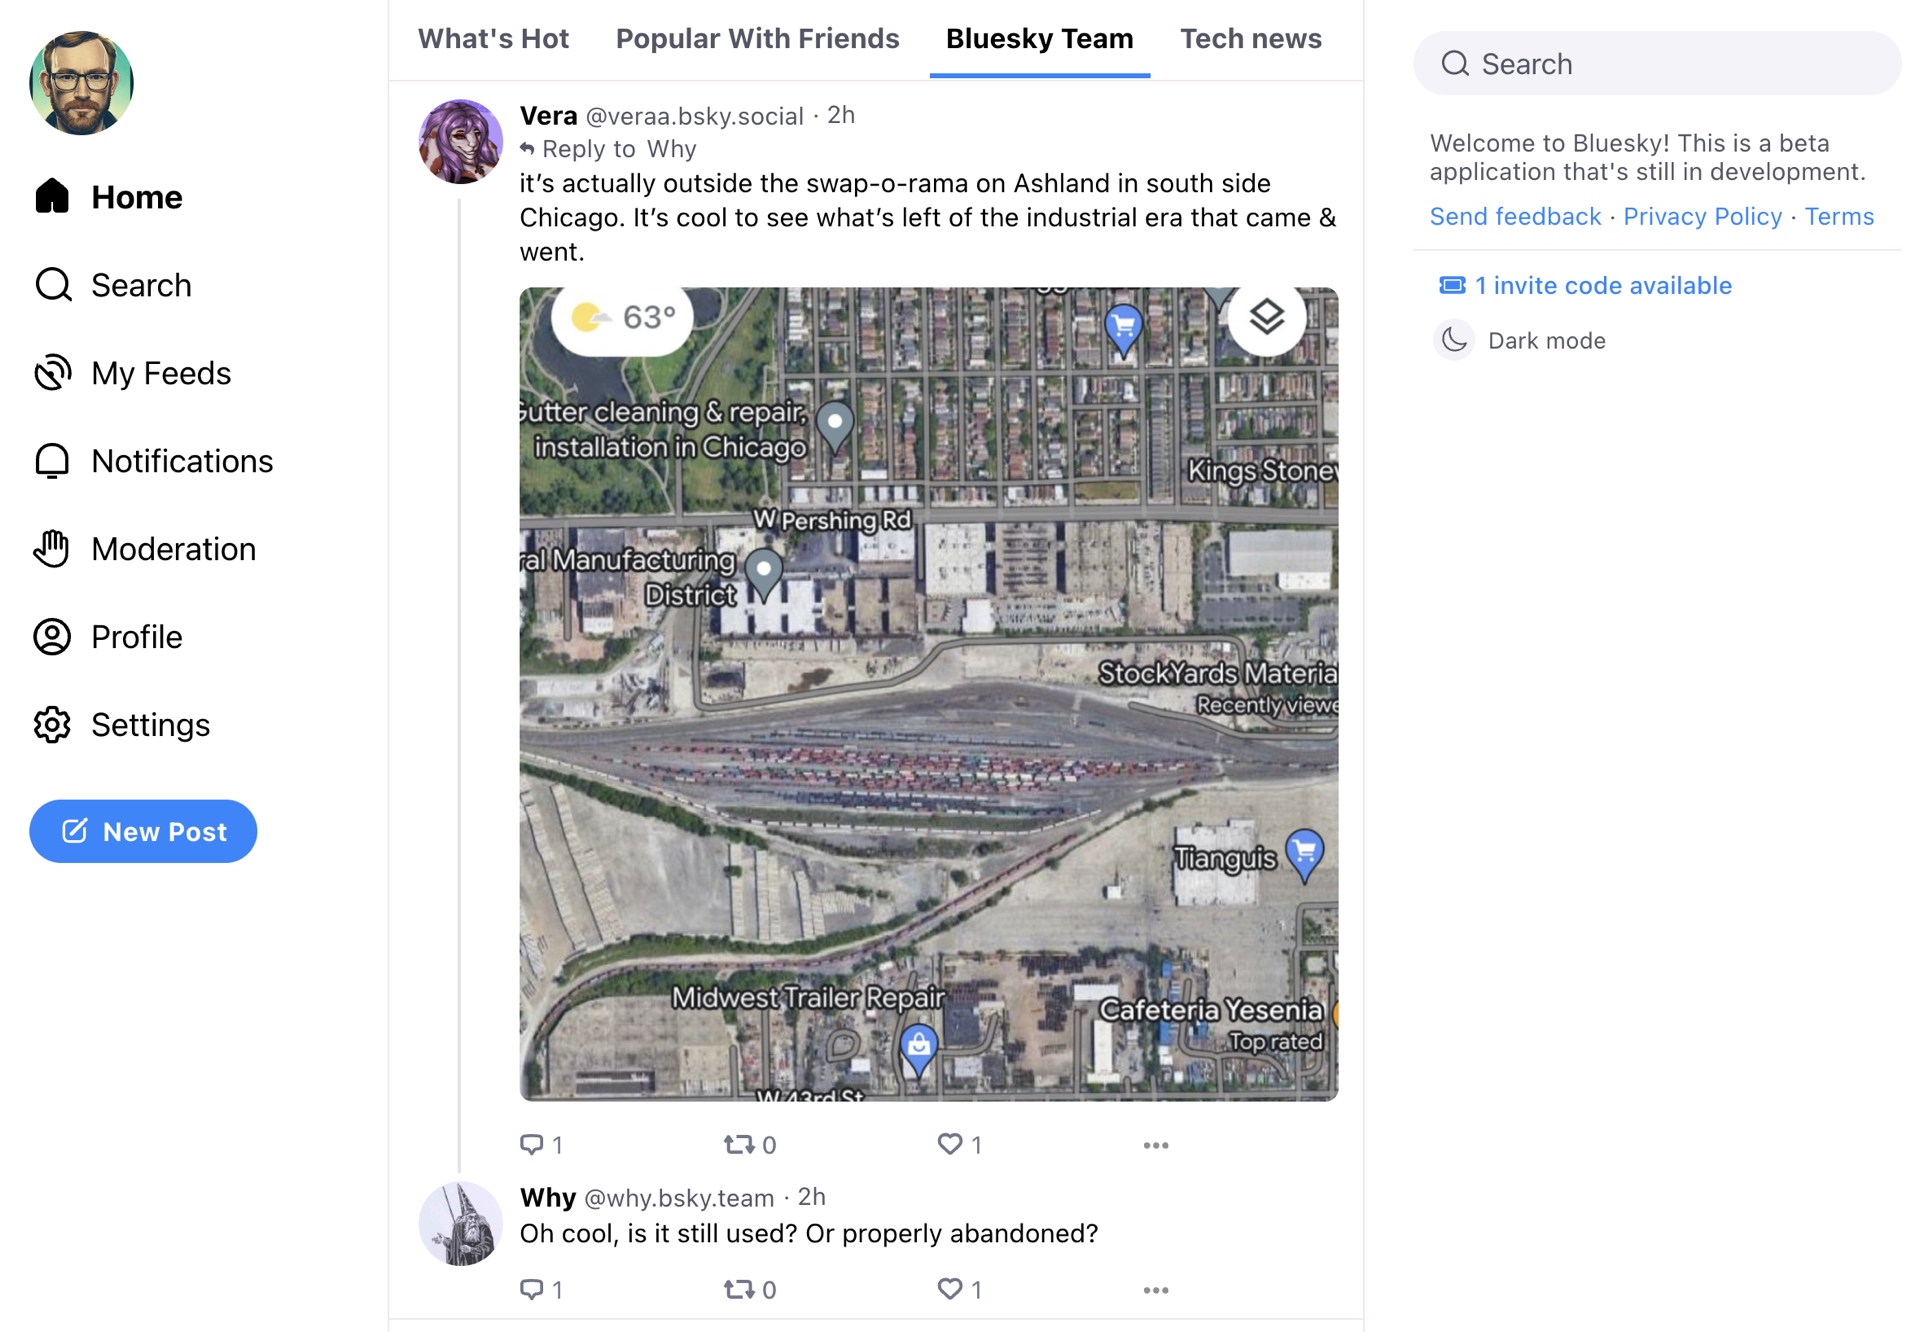 What's Hot
Popular With Friends
Bluesky Team
Tech news
Home
Search
My Feeds
Notifications
Moderation
Profile
Settings
New Post
Vera @veraa.bsky.social · 2h
Reply to Why
it’s actually outside the swap-o-rama on Ashland in south side
Chicago. It’s cool to see what’s left of the industrial era that came &
went.
63°
Gutter cleaning & repair,
installation in Chicago
Kings Stone
W Pershing Rd
ral Manufacturing
District
StockYards Materia
Recently viewe
Tianguis
Midwest Trailer Repair
Cafeteria Yesenia
Top rated
W 43rd St
1
0
1
Why @why.bsky.team · 2h
Oh cool, is it still used? Or properly abandoned?
1
0
1
Search
Welcome to Bluesky! This is a beta
application that's still in development.
Send feedback · Privacy Policy · Terms
1 invite code available
Dark mode